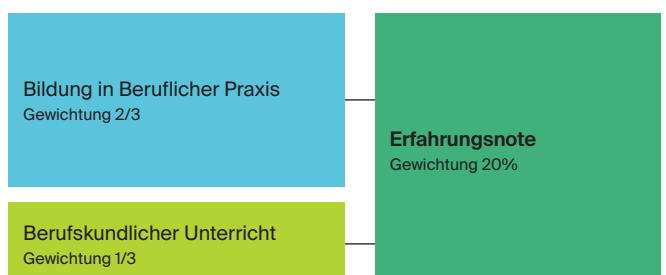 Bildung in Beruflicher Praxis
Gewichtung 2/3
Erfahrungsnote
Gewichtung 20%
Berufskundlicher Unterricht
Gewichtung 1/3